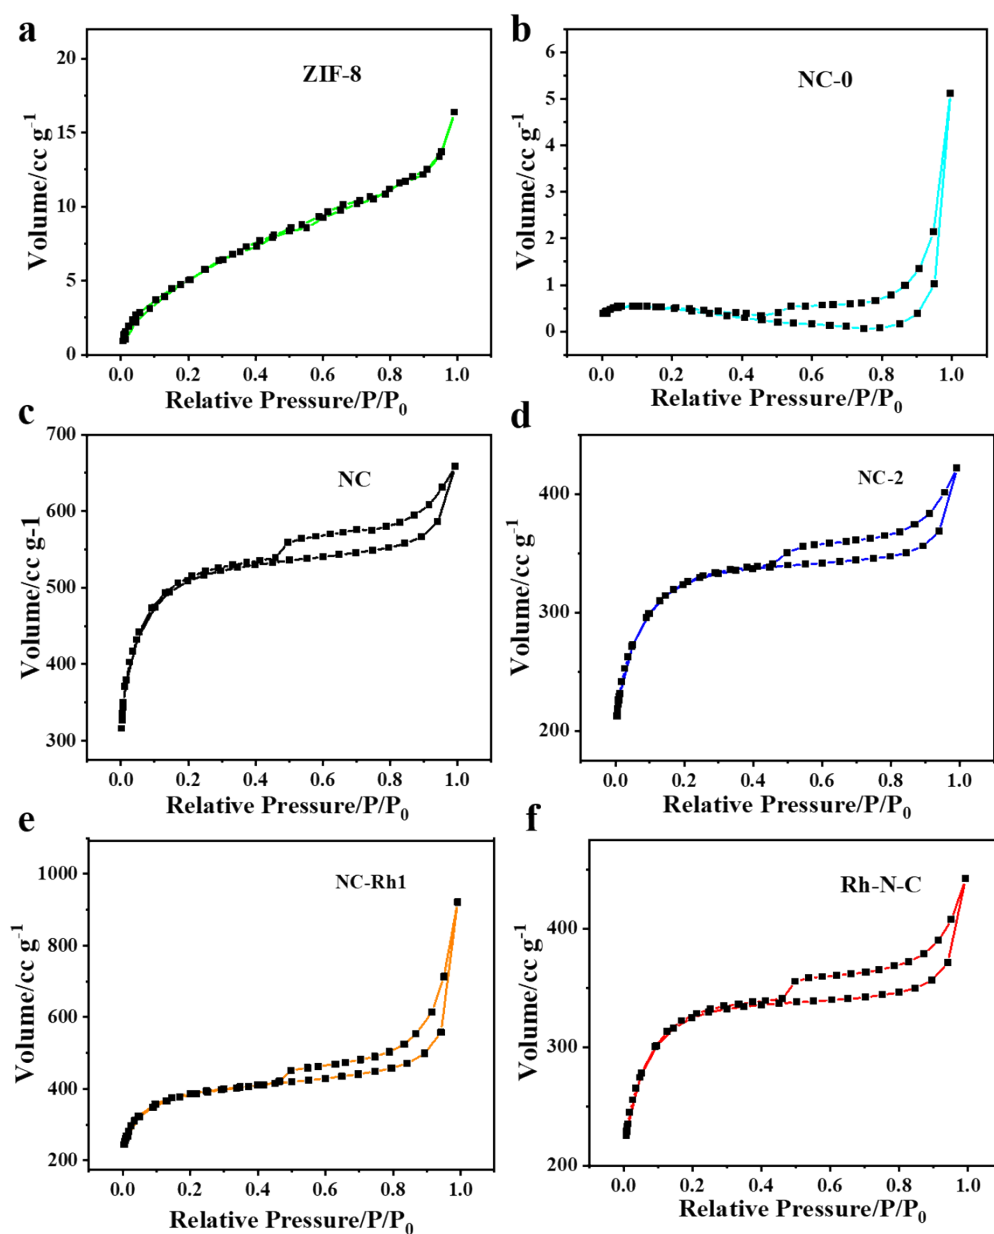 a
20
15
10
5
0
0.0 0.2 0.4 0.6 0.8 1.0
Volume/cc g-1
ZIF-8
Relative Pressure/P/P0
b
6
5
4
3
2
1
0
0.0 0.2 0.4 0.6 0.8 1.0
Volume/cc g-1
NC-0
Relative Pressure/P/P0
c
700
600
500
400
300
0.0 0.2 0.4 0.6 0.8 1.0
Volume/cc g-1
NC
Relative Pressure/P/P0
d
400
300
200
0.0 0.2 0.4 0.6 0.8 1.0
Volume/cc g-1
NC-2
Relative Pressure/P/P0
e
1000
800
600
400
200
0.0 0.2 0.4 0.6 0.8 1.0
Volume/cc g-1
NC-Rh1
Relative Pressure/P/P0
f
400
300
200
0.0 0.2 0.4 0.6 0.8 1.0
Volume/cc g-1
Rh-N-C
Relative Pressure/P/P0